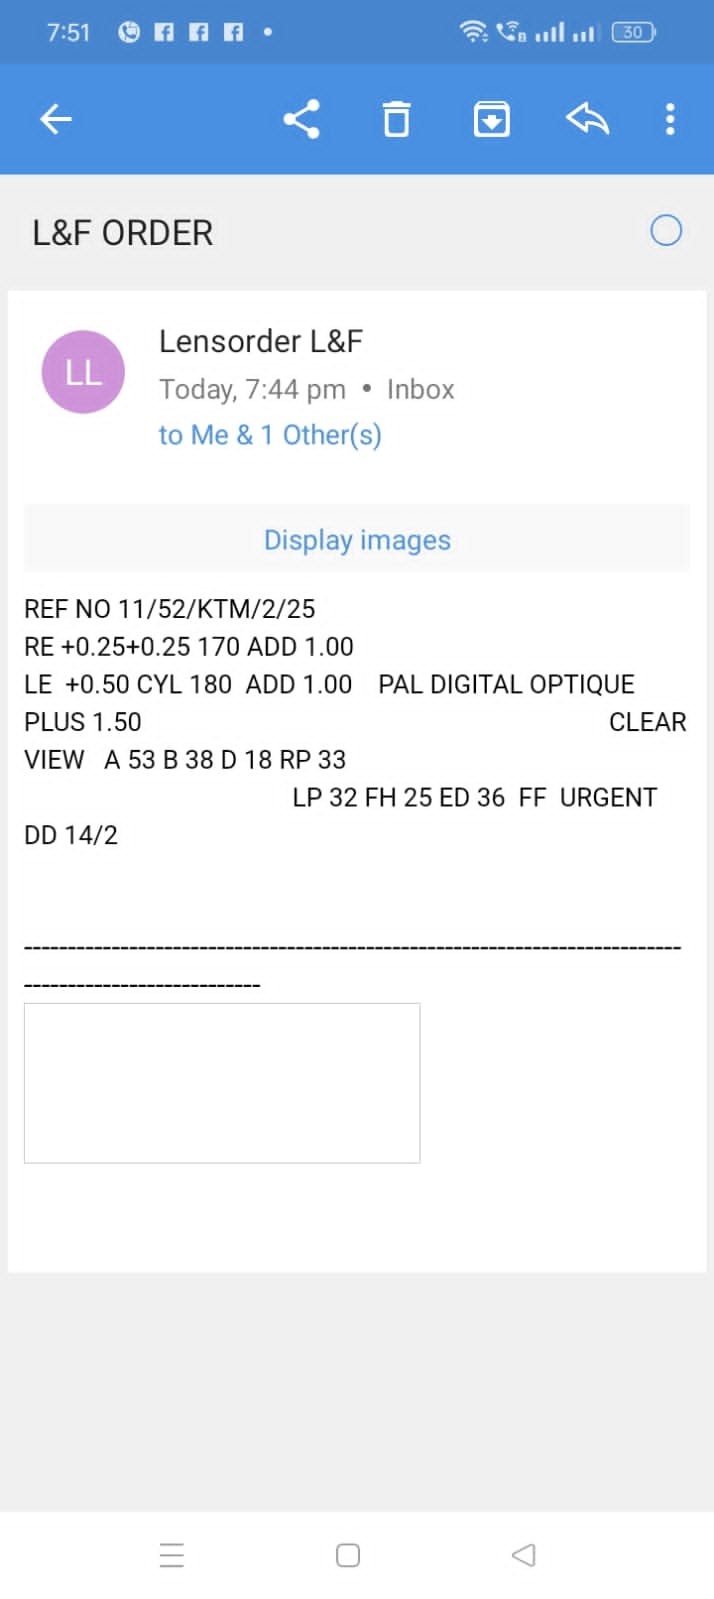 7:51 30
L&F ORDER
LL
Lensorder L&F
Today, 7:44 pm • Inbox
to Me & 1 Other(s)
Display images
REF NO 11/52/KTM/2/25
RE +0.25+0.25 170 ADD 1.00
LE +0.50 CYL 180 ADD 1.00 PAL DIGITAL OPTIQUE
PLUS 1.50 CLEAR
VIEW A 53 B 38 D 18 RP 33
LP 32 FH 25 ED 36 FF URGENT
DD 14/2